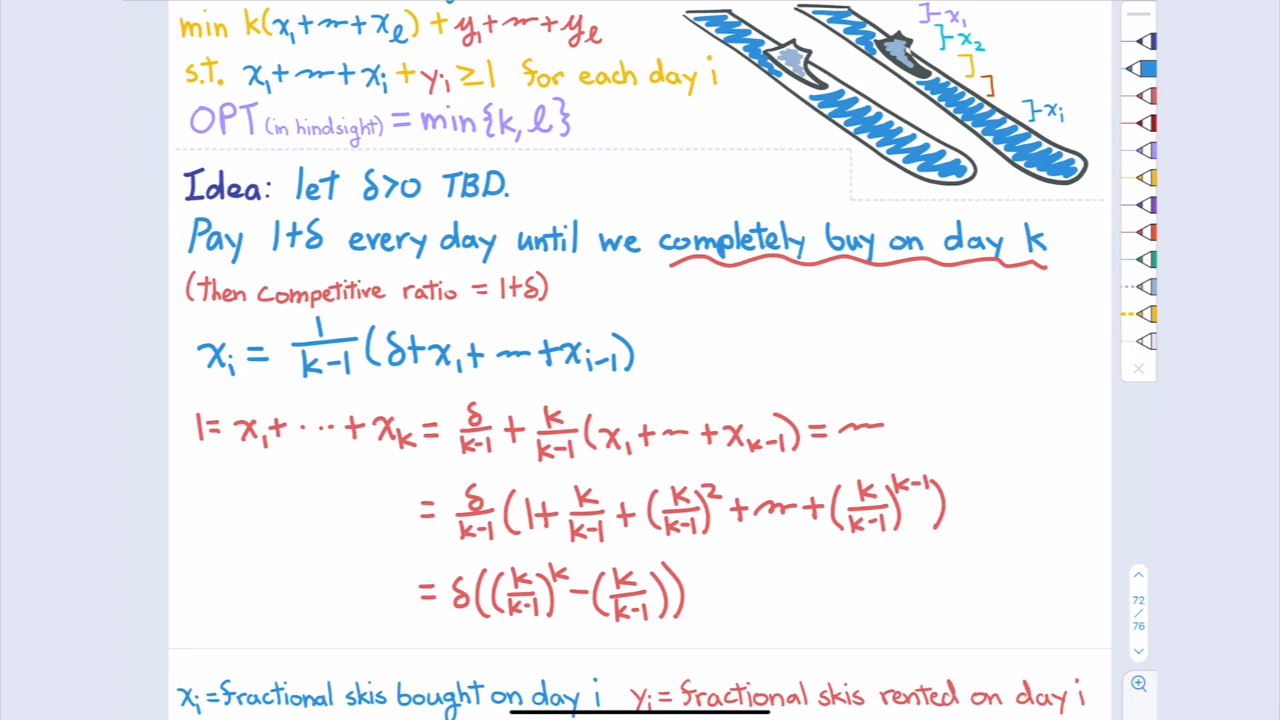 min k(x₁+⋯+xℓ)+y₁+⋯+yℓ
s.t. x₁+⋯+xᵢ+yᵢ≥1 for each day i
OPT (in hindsight) = min{k, ℓ}
]-x₁
]-x₂
]
]
]-xᵢ
Idea: let δ>0 TBD.
Pay 1+δ every day until we completely buy on day k
(then competitive ratio = 1+δ)
xᵢ = 1/(k-1) (δ+x₁+⋯+xᵢ₋₁)
1 = x₁+⋯+xₖ = δ/(k-1) + k/(k-1) (x₁+⋯+xₖ₋₁) = ⋯
= δ/(k-1) (1+ k/(k-1) + (k/(k-1))² +⋯+ (k/(k-1))^(k-1))
= δ((k/(k-1))^k - (k/(k-1)))
xᵢ = fractional skis bought on day i yᵢ = fractional skis rented on day i
72
/
76